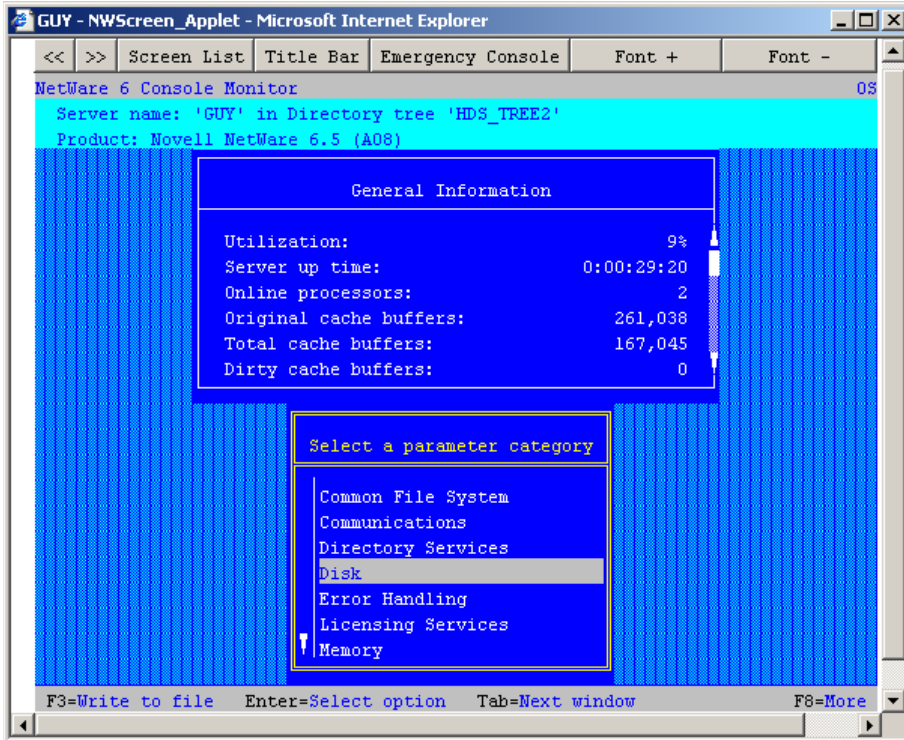 GUY - NWScreen_Applet - Microsoft Internet Explorer
<< >> Screen List Title Bar Emergency Console Font + Font -
NetWare 6 Console Monitor OS
Server name: 'GUY' in Directory tree 'HDS_TREE2'
Product: Novell NetWare 6.5 (A08)
General Information
Utilization: 9%
Server up time: 0:00:29:20
Online processors: 2
Original cache buffers: 261,038
Total cache buffers: 167,045
Dirty cache buffers: 0
Select a parameter category
Common File System
Communications
Directory Services
Disk
Error Handling
Licensing Services
Memory
F3=Write to file Enter=Select option Tab=Next window F8=More